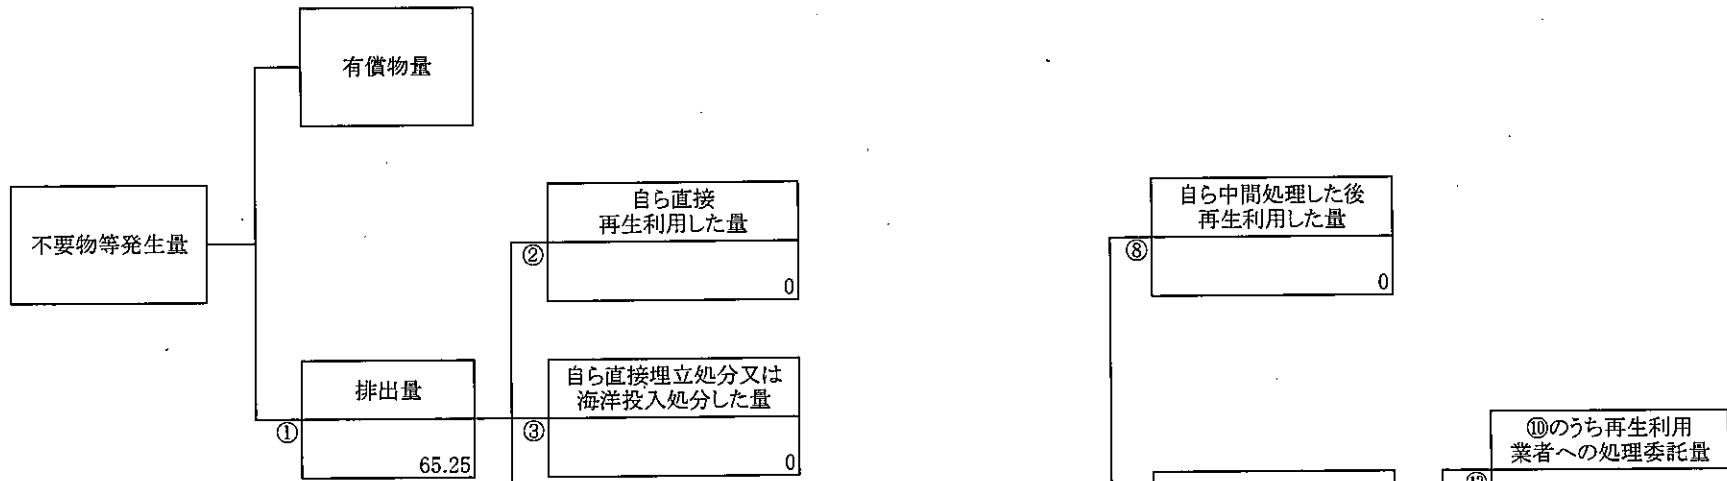 有償物量
不要物等発生量
自ら直接
再生利用した量
②
0
自ら中間処理した後
再生利用した量
⑧
0
排出量
①
65.25
自ら直接埋立処分又は
海洋投入処分した量
③
0
⑩のうち再生利用
業者への処理委託量